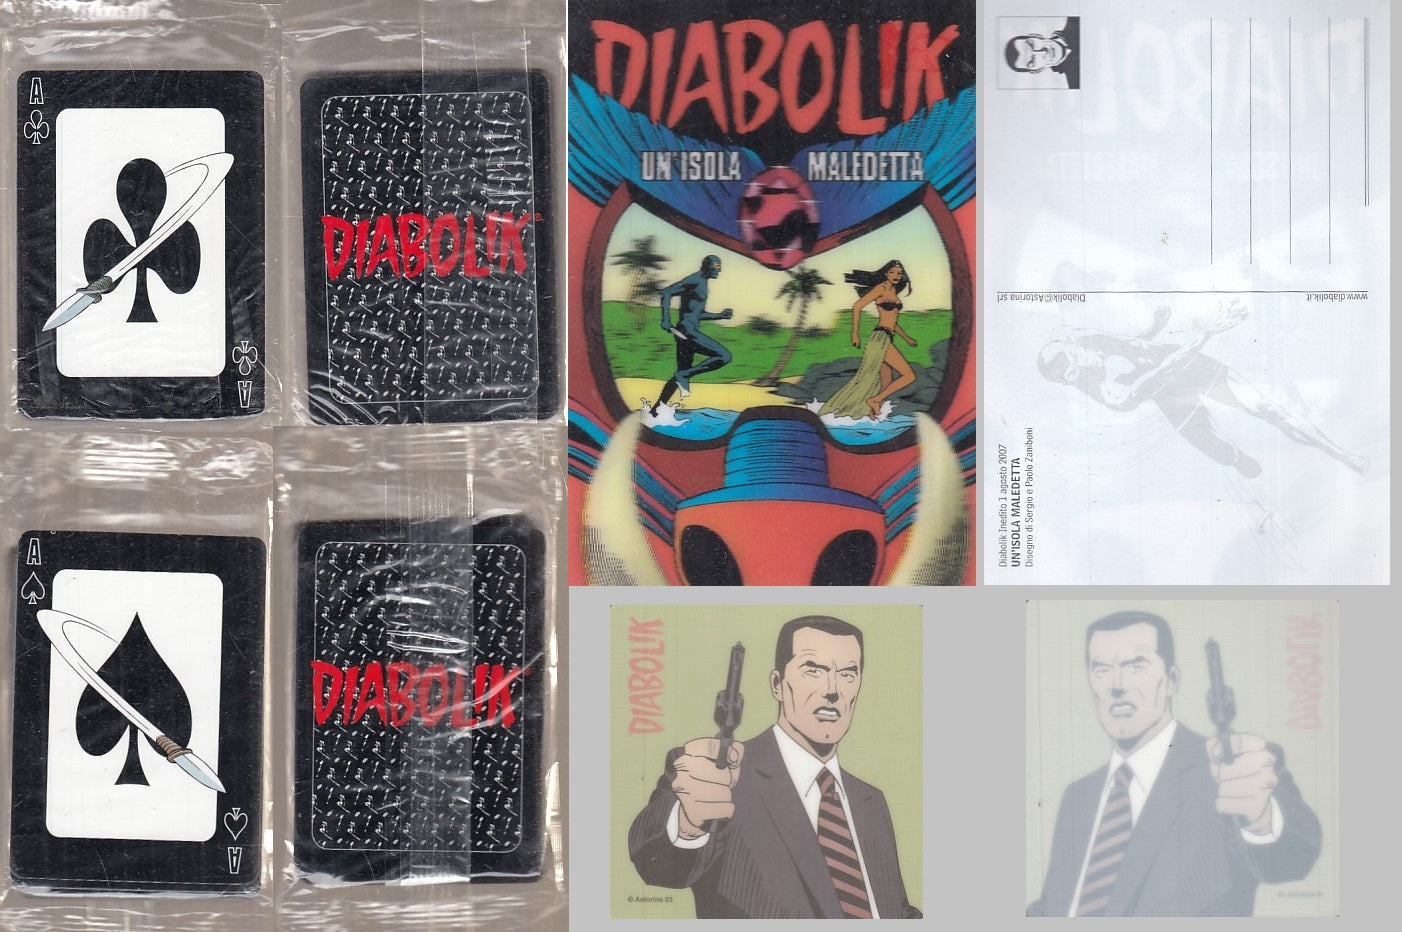 A
A
DIABOLIK
A
A
DIABOLIK
DIABOLIK
UN'ISOLA MALEDETTA
Diabolik©Astorina srl
www.diabolik.it
Diabolik Inedito 1 agosto 2007
UN'ISOLA MALEDETTA
Disegno di Sergio e Paolo Zaniboni
DIABOLIK
© Astorina 03
DIABOLIK